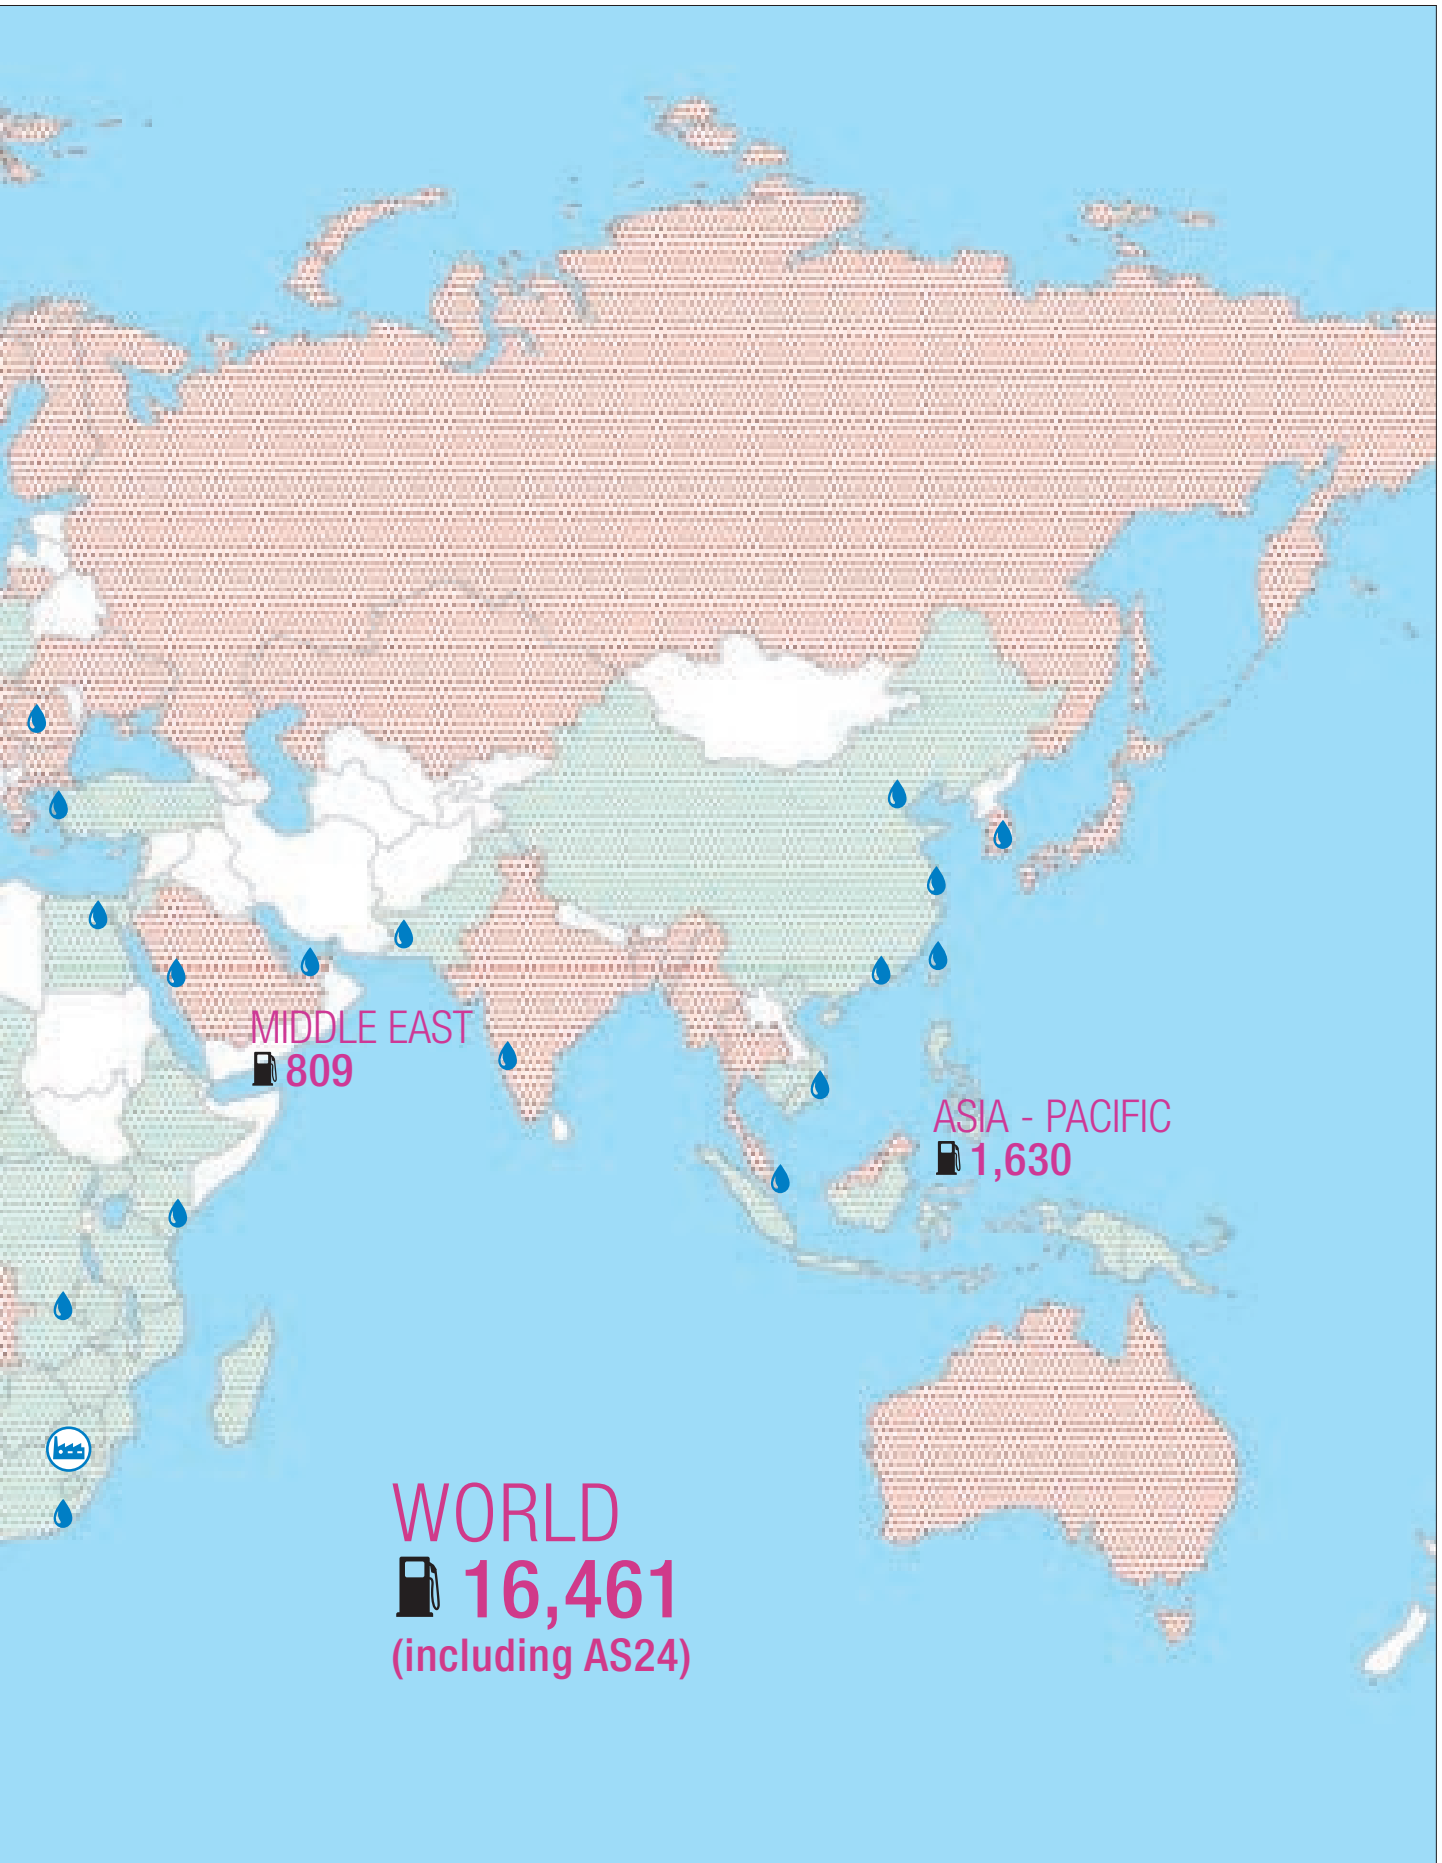 MIDDLE EAST
809
ASIA - PACIFIC
1,630
WORLD
16,461
(including AS24)